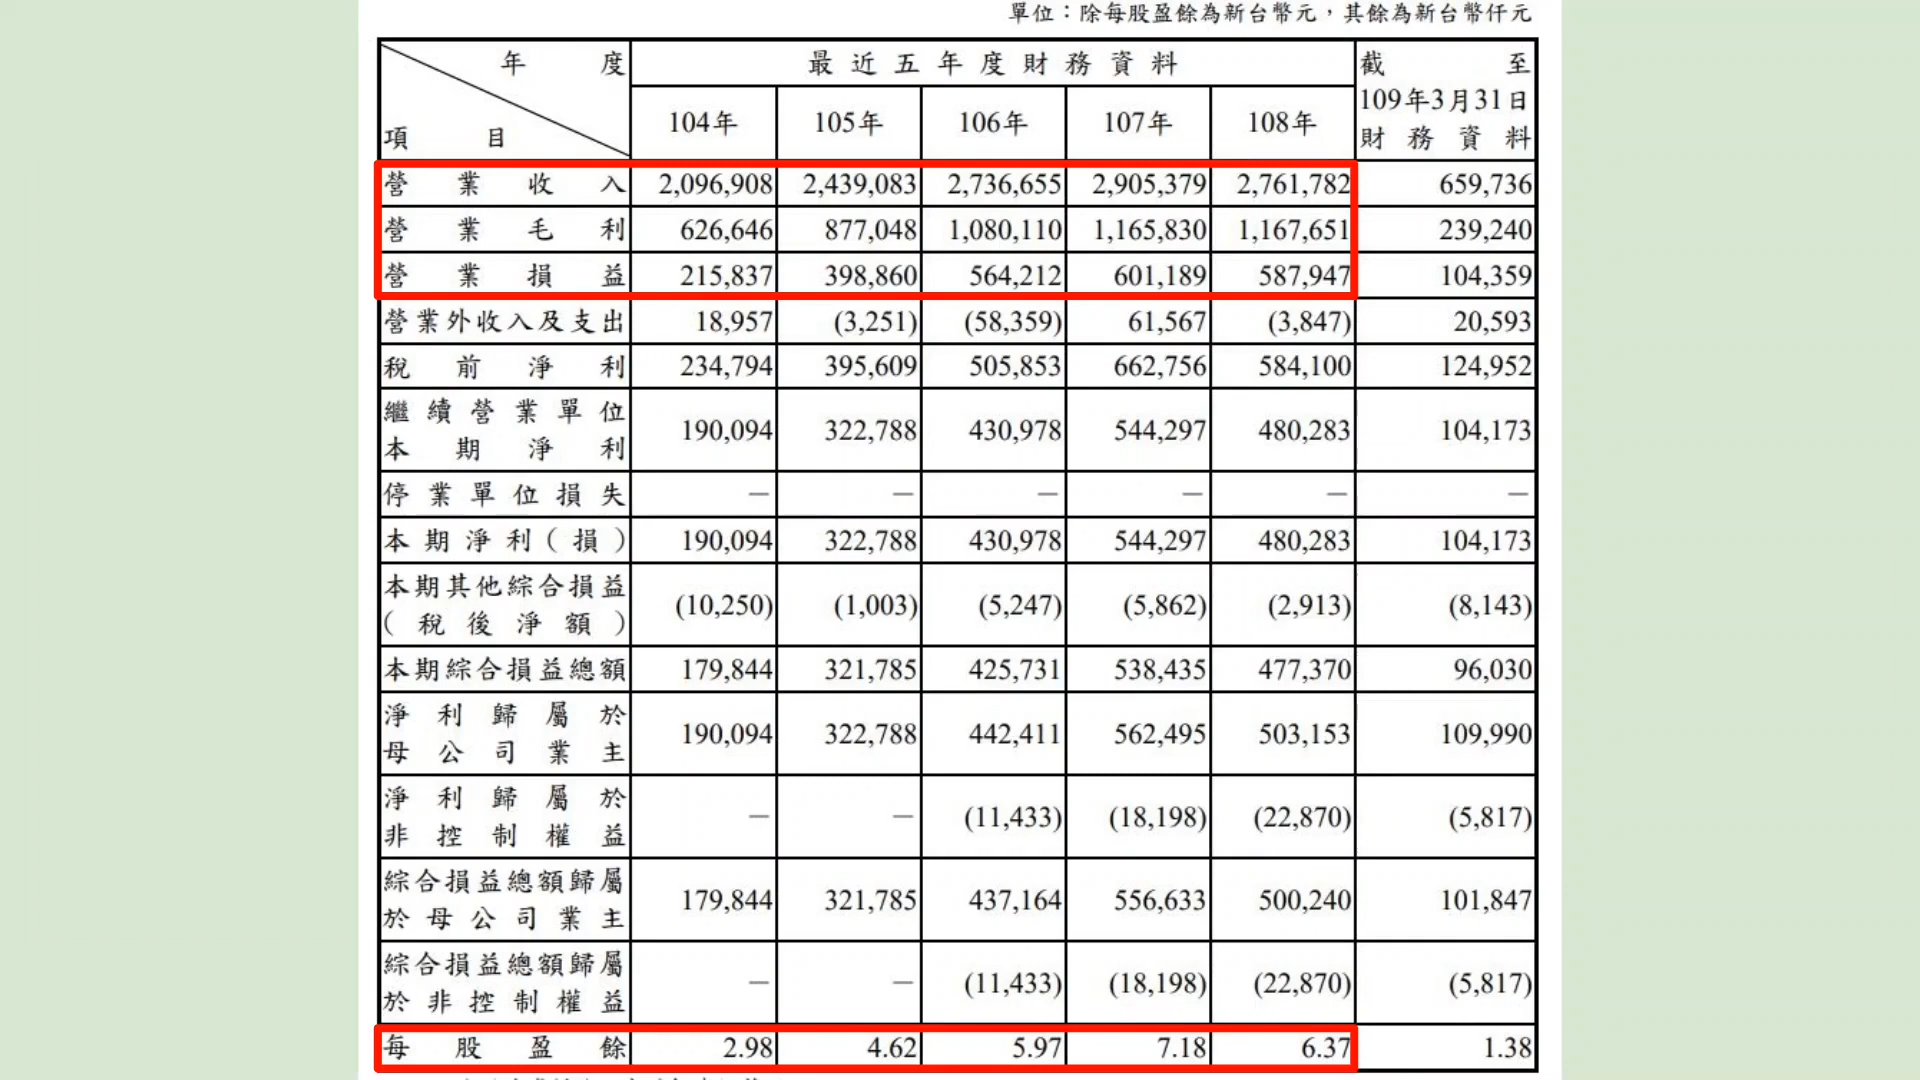 單位：除每股盈餘為新台幣元，其餘為新台幣仟元
年度 最近五年度財務資料 截至
109年3月31日
財務資料
項目 104年 105年 106年 107年 108年
營業收入 2,096,908 2,439,083 2,736,655 2,905,379 2,761,782 659,736
營業毛利 626,646 877,048 1,080,110 1,165,830 1,167,651 239,240
營業損益 215,837 398,860 564,212 601,189 587,947 104,359
營業外收入及支出 18,957 (3,251) (58,359) 61,567 (3,847) 20,593
稅前淨利 234,794 395,609 505,853 662,756 584,100 124,952
繼續營業單位
本期淨利 190,094 322,788 430,978 544,297 480,283 104,173
停業單位損失 — — — — — —
本期淨利(損) 190,094 322,788 430,978 544,297 480,283 104,173
本期其他綜合損益
(稅後淨額) (10,250) (1,003) (5,247) (5,862) (2,913) (8,143)
本期綜合損益總額 179,844 321,785 425,731 538,435 477,370 96,030
淨利歸屬於
母公司業主 190,094 322,788 442,411 562,495 503,153 109,990
淨利歸屬於
非控制權益 — — (11,433) (18,198) (22,870) (5,817)
綜合損益總額歸屬
於母公司業主 179,844 321,785 437,164 556,633 500,240 101,847
綜合損益總額歸屬
於非控制權益 — — (11,433) (18,198) (22,870) (5,817)
每股盈餘 2.98 4.62 5.97 7.18 6.37 1.38